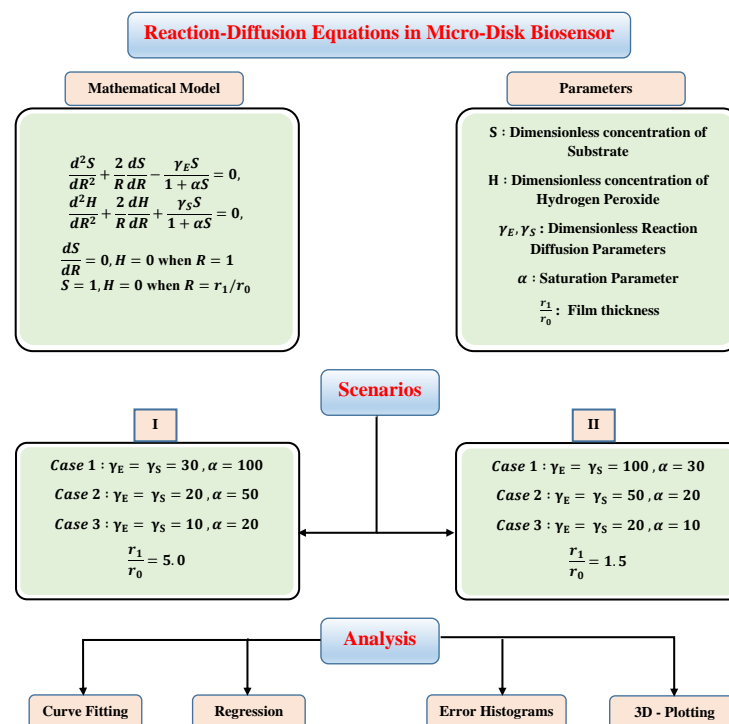 Reaction-Diffusion Equations in Micro-Disk Biosensor
Mathematical Model
d²S/dR² + 2/R dS/dR − γ_E S/(1 + αS) = 0,
d²H/dR² + 2/R dH/dR + γ_S S/(1 + αS) = 0,
dS/dR = 0, H = 0 when R = 1
S = 1, H = 0 when R = r₁/r₀
Parameters
S : Dimensionless concentration of
Substrate
H : Dimensionless concentration of
Hydrogen Peroxide
γ_E, γ_S : Dimensionless Reaction
Diffusion Parameters
α : Saturation Parameter
r₁/r₀ : Film thickness
Scenarios
I
Case 1 : γ_E = γ_S = 30 , α = 100
Case 2 : γ_E = γ_S = 20 , α = 50
Case 3 : γ_E = γ_S = 10 , α = 20
r₁/r₀ = 5.0
II
Case 1 : γ_E = γ_S = 100 , α = 30
Case 2 : γ_E = γ_S = 50 , α = 20
Case 3 : γ_E = γ_S = 20 , α = 10
r₁/r₀ = 1.5
Analysis
Curve Fitting
Regression
Error Histograms
3D - Plotting